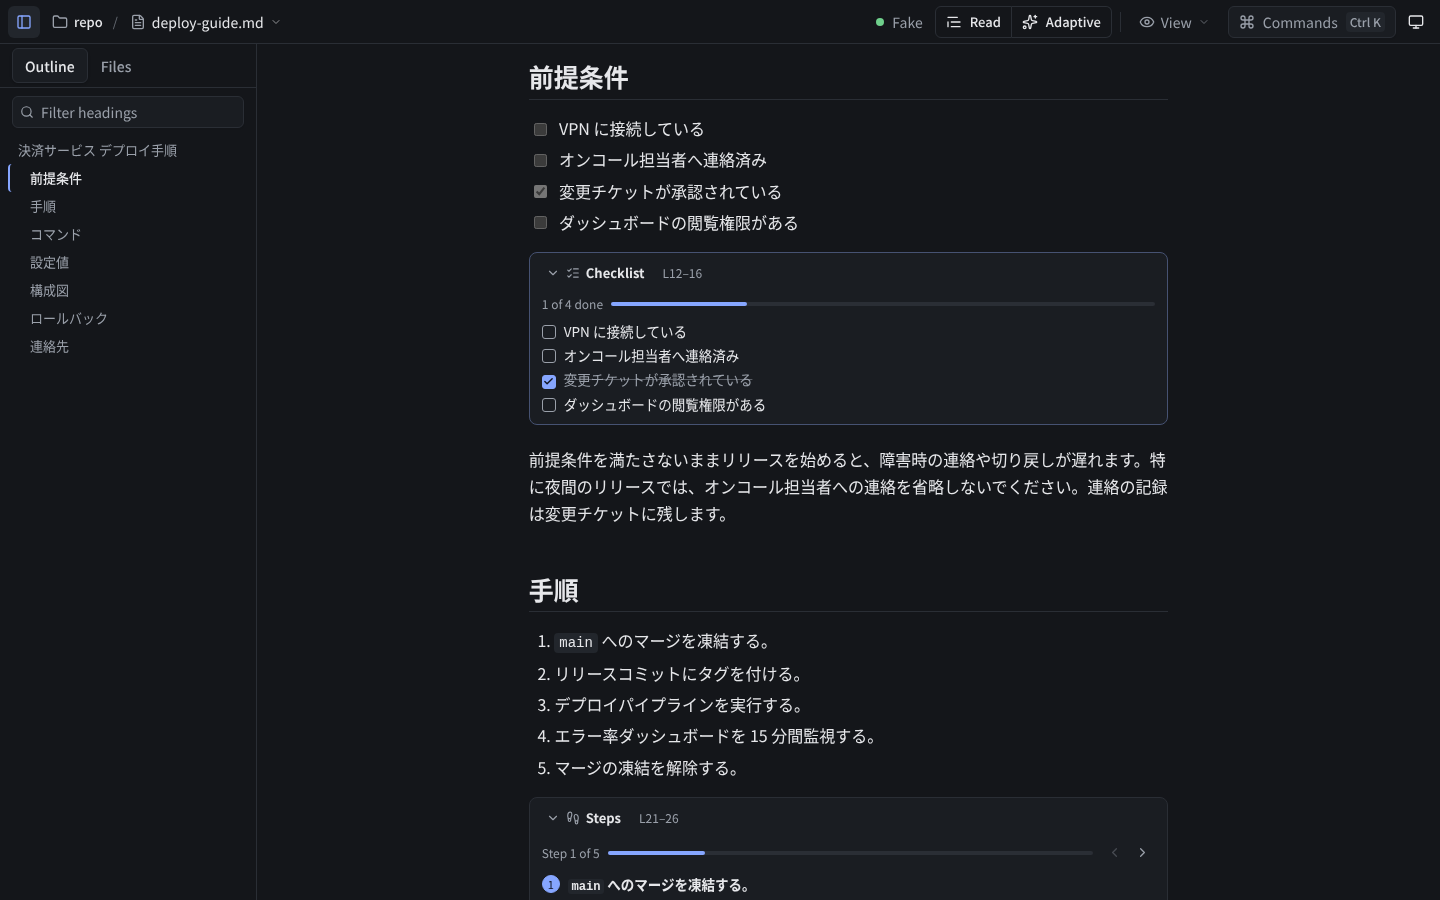 repo / deploy-guide.md
Fake
Read
Adaptive
View
Commands Ctrl K
Outline
Files
Filter headings
決済サービス デプロイ手順
前提条件
手順
コマンド
設定値
構成図
ロールバック
連絡先
前提条件
VPN に接続している
オンコール担当者へ連絡済み
変更チケットが承認されている
ダッシュボードの閲覧権限がある
Checklist L12–16
1 of 4 done
VPN に接続している
オンコール担当者へ連絡済み
変更チケットが承認されている
ダッシュボードの閲覧権限がある
前提条件を満たさないままリリースを始めると、障害時の連絡や切り戻しが遅れます。特
に夜間のリリースでは、オンコール担当者への連絡を省略しないでください。連絡の記録
は変更チケットに残します。
手順
1. main へのマージを凍結する。
2. リリースコミットにタグを付ける。
3. デプロイパイプラインを実行する。
4. エラー率ダッシュボードを 15 分間監視する。
5. マージの凍結を解除する。
Steps L21–26
Step 1 of 5
1 main へのマージを凍結する。